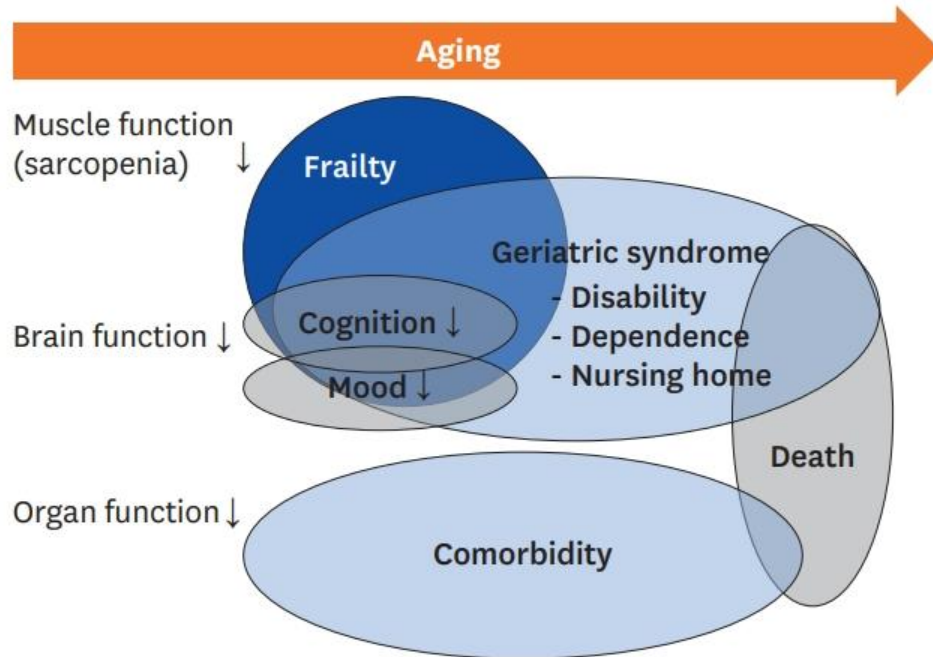 Aging
Muscle function
(sarcopenia) ↓
Frailty
Geriatric syndrome
- Disability
- Dependence
- Nursing home
Brain function ↓
Cognition ↓
Mood ↓
Death
Organ function ↓
Comorbidity